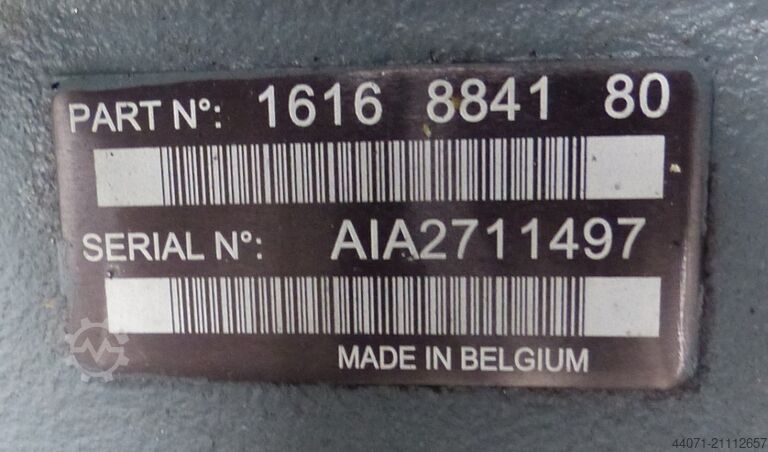 PART N°: 1616 8841 80
SERIAL N°: AIA2711497
MADE IN BELGIUM
44071-21112657